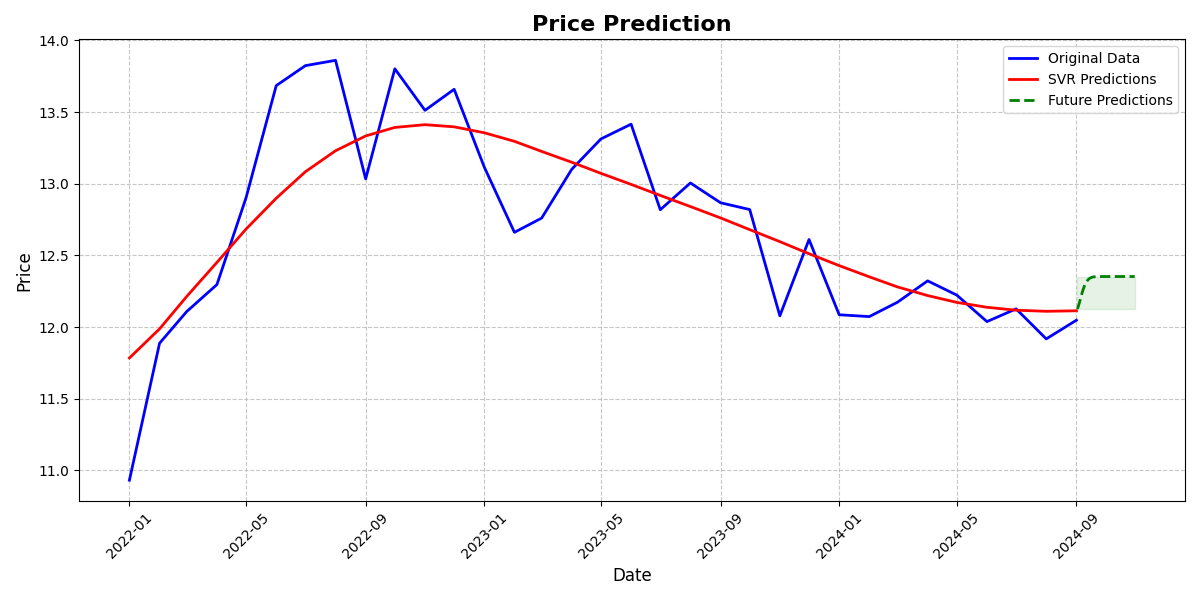 Price Prediction
Original Data
SVR Predictions
Future Predictions
Price
14.0
13.5
13.0
12.5
12.0
11.5
11.0
2022-01
2022-05
2022-09
2023-01
2023-05
2023-09
2024-01
2024-05
2024-09
Date